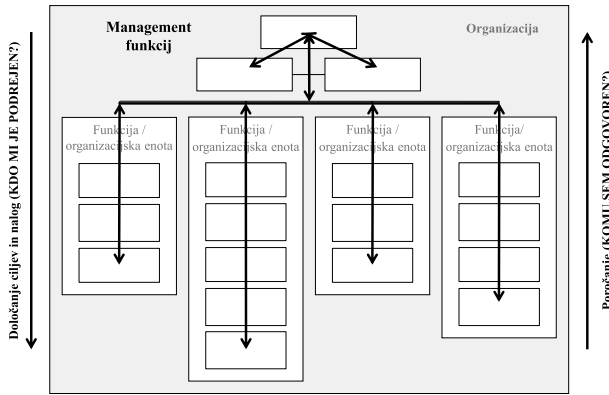 Management
funkcij
Organizacija
Določanje ciljev in nalog (KDO MI JE PODREJEN?)
Funkcija /
organizacijska enota
Funkcija /
organizacijska enota
Funkcija /
organizacijska enota
Funkcija/
organizacijska enota
Poročanje (KOMU SEM ODGOVOREN?)